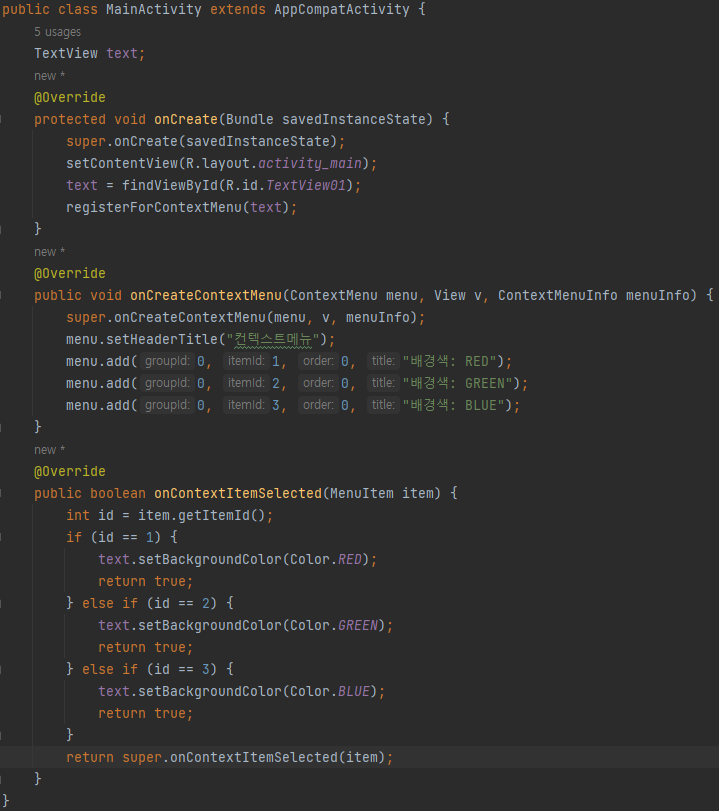 public class MainActivity extends AppCompatActivity {
5 usages
TextView text;
new *
@Override
protected void onCreate(Bundle savedInstanceState) {
super.onCreate(savedInstanceState);
setContentView(R.layout.activity_main);
text = findViewById(R.id.TextView01);
registerForContextMenu(text);
}
new *
@Override
public void onCreateContextMenu(ContextMenu menu, View v, ContextMenuInfo menuInfo) {
super.onCreateContextMenu(menu, v, menuInfo);
menu.setHeaderTitle("컨텍스트메뉴");
menu.add( groupId: 0, itemId: 1, order: 0, title: "배경색: RED");
menu.add( groupId: 0, itemId: 2, order: 0, title: "배경색: GREEN");
menu.add( groupId: 0, itemId: 3, order: 0, title: "배경색: BLUE");
}
new *
@Override
public boolean onContextItemSelected(MenuItem item) {
int id = item.getItemId();
if (id == 1) {
text.setBackgroundColor(Color.RED);
return true;
} else if (id == 2) {
text.setBackgroundColor(Color.GREEN);
return true;
} else if (id == 3) {
text.setBackgroundColor(Color.BLUE);
return true;
}
return super.onContextItemSelected(item);
}
}